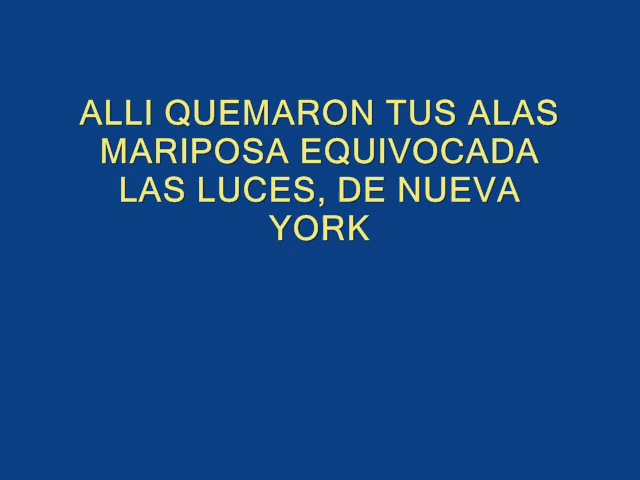 ALLI QUEMARON TUS ALAS
MARIPOSA EQUIVOCADA
LAS LUCES, DE NUEVA
YORK